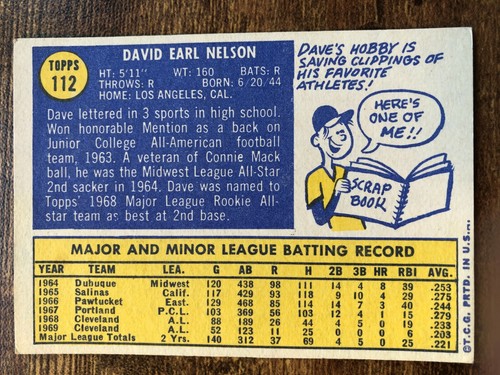 TOPPS
112
DAVID EARL NELSON
HT: 5'11" WT: 160 BATS: R
THROWS: R BORN: 6/20/44
HOME: LOS ANGELES, CAL.
Dave lettered in 3 sports in high school.
Won honorable Mention as a back on
Junior College All-American football
team, 1963. A veteran of Connie Mack
ball, he was the Midwest League All-Star
2nd sacker in 1964. Dave was named to
Topps' 1968 Major League Rookie All-
star team as best at 2nd base.
DAVE'S HOBBY IS
SAVING CLIPPINGS OF
HIS FAVORITE
ATHLETES!
HERE'S
ONE OF
ME!!
SCRAP
BOOK
MAJOR AND MINOR LEAGUE BATTING RECORD
YEAR TEAM LEA. G AB R H 2B 3B HR RBI AVG.
1964 Dubuque Midwest 120 438 98 111 14 4 8 39 .253
1965 Salinas Calif. 117 429 93 118 9 10 4 29 .275
1966 Pawtucket East. 129 468 85 114 14 7 3 40 .244
1967 Portland P.C.L. 103 369 56 103 12 4 1 15 .279
1968 Cleveland A.L. 88 189 26 44 4 5 0 19 .233
1969 Cleveland A.L. 52 123 11 25 0 0 0 6 .203
Major League Totals 2 Yrs. 140 312 37 69 4 5 0 25 .221
©T.C.G. PRTD. IN U.S.A.